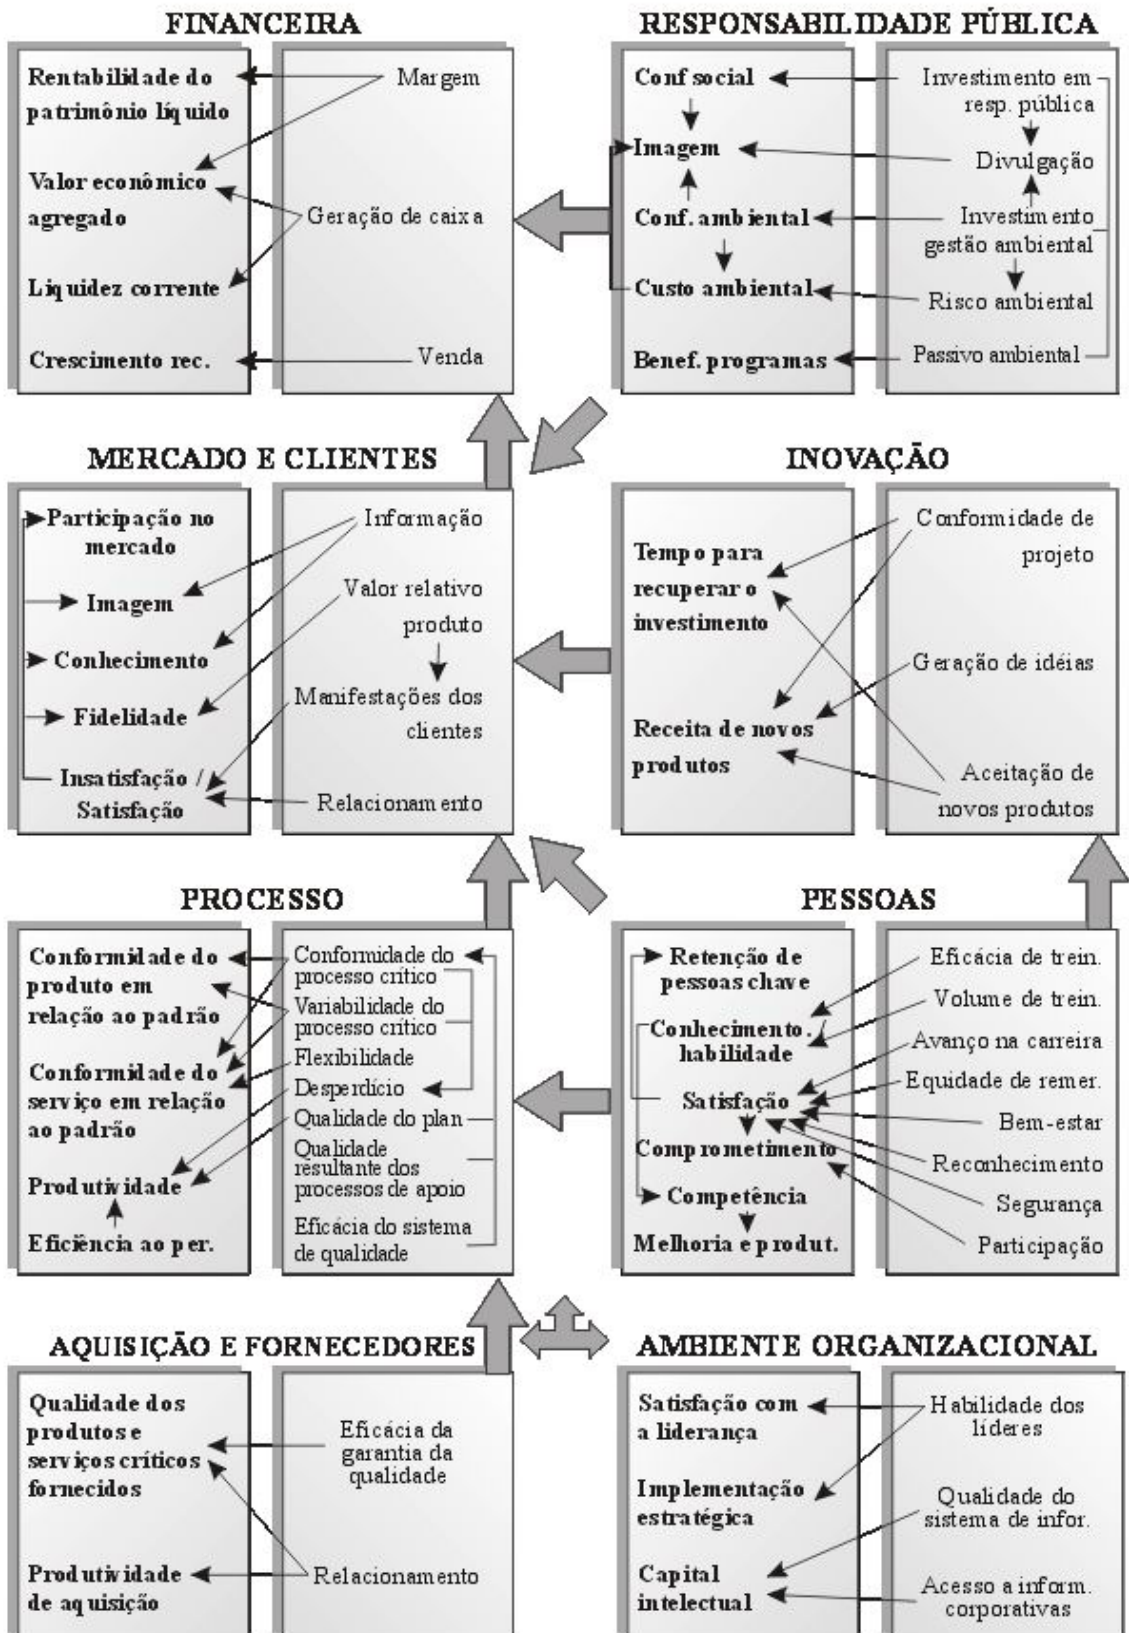 FINANCEIRA
Rentabilidade do
patrimônio líquido
Valor econômico
agregado
Liquidez corrente
Crescimento rec.
Margem
Geração de caixa
Venda
RESPONSABILIDADE PÚBLICA
Conf social
Imagem
Conf. ambiental
Custo ambiental
Benef. programas
Investimento em
resp. pública
Divulgação
Investimento
gestão ambiental
Risco ambiental
Passivo ambiental
MERCADO E CLIENTES
Participação no
mercado
Imagem
Conhecimento
Fidelidade
Insatisfação /
Satisfação
Informação
Valor relativo
produto
Manifestações dos
clientes
Relacionamento
INOVAÇÃO
Tempo para
recuperar o
investimento
Receita de novos
produtos
Conformidade de
projeto
Geração de idéias
Aceitação de
novos produtos
PROCESSO
Conformidade do
produto em
relação ao padrão
Conformidade do
serviço em relação
ao padrão
Produtividade
Eficiência ao per.
Conformidade do
processo crítico
Variabilidade do
processo crítico
Flexibilidade
Desperdício
Qualidade do plan
Qualidade
resultante dos
processos de apoio
Eficácia do sistema
de qualidade
PESSOAS
Retenção de
pessoas chave
Conhecimento. /
habilidade
Satisfação
Comprometimento
Competência
Melhoria e produt.
Eficácia de trein.
Volume de trein.
Avanço na carreira
Equidade de remer.
Bem-estar
Reconhecimento
Segurança
Participação
AQUISIÇÃO E FORNECEDORES
Qualidade dos
produtos e
serviços críticos
fornecidos
Produtividade
de aquisição
Eficácia da
garantia da
qualidade
Relacionamento
AMBIENTE ORGANIZACIONAL
Satisfação com
a liderança
Implementação
estratégica
Capital
intelectual
Habilidade dos
líderes
Qualidade do
sistema de infor.
Acesso a inform.
corporativas